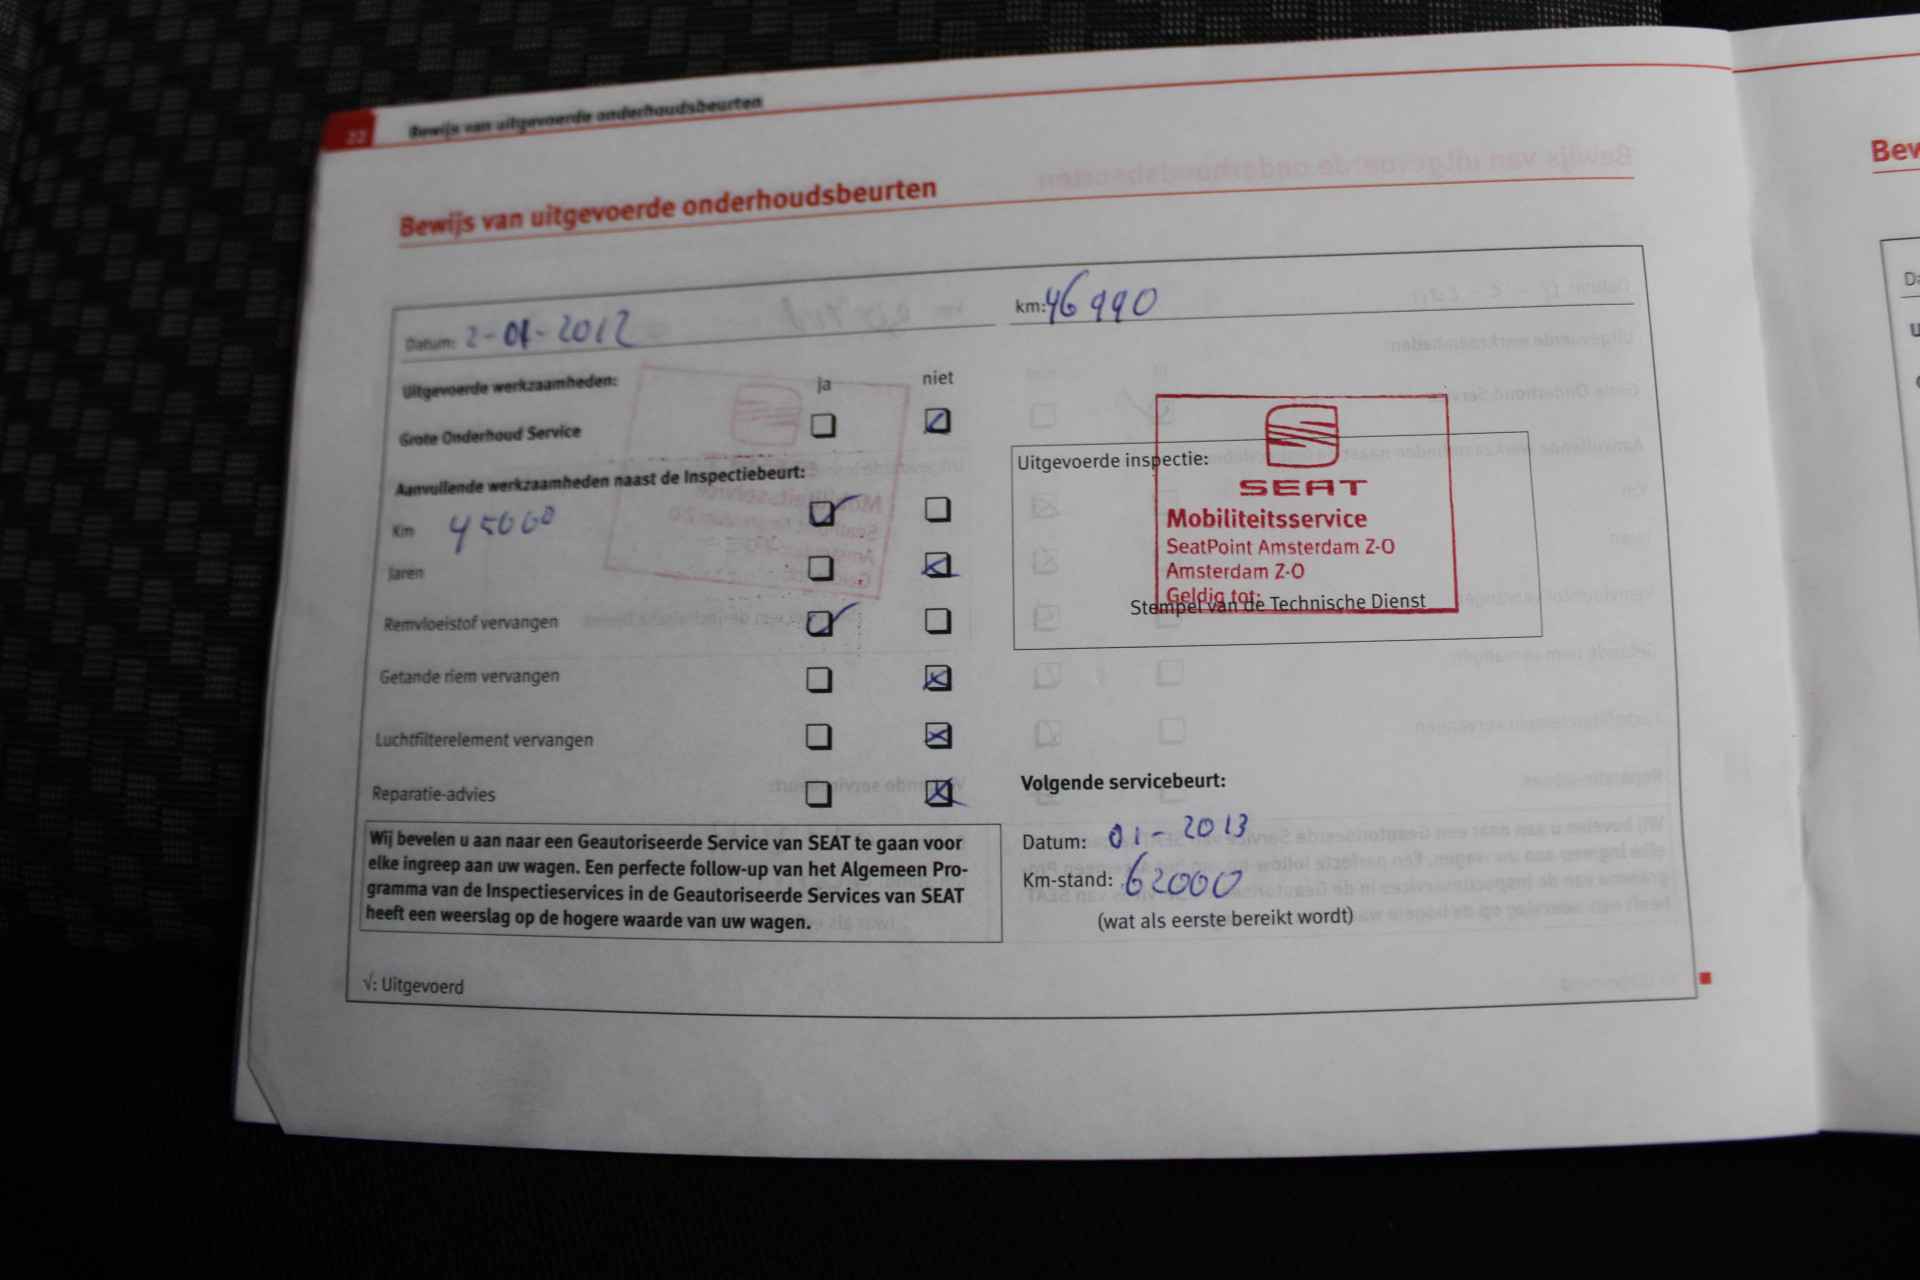 22 Bewijs van uitgevoerde onderhoudsbeurten
Bewijs van uitgevoerde onderhoudsbeurten
Datum: 2-01-2012
km: 46990
Uitgevoerde werkzaamheden: ja niet
Grote Onderhoud Service
Aanvullende werkzaamheden naast de Inspectiebeurt:
Km 45000
Jaren
Remvloeistof vervangen
Getande riem vervangen
Luchtfilterelement vervangen
Reparatie-advies
Wij bevelen u aan naar een Geautoriseerde Service van SEAT te gaan voor
elke ingreep aan uw wagen. Een perfecte follow-up van het Algemeen Pro-
gramma van de Inspectieservices in de Geautoriseerde Services van SEAT
heeft een weerslag op de hogere waarde van uw wagen.
√: Uitgevoerd
Uitgevoerde inspectie:
SEAT
Mobiliteitsservice
SeatPoint Amsterdam Z-O
Amsterdam Z-O
Geldig tot:
Stempel van de Technische Dienst
Volgende servicebeurt:
Datum: 01-2013
Km-stand: 62000
(wat als eerste bereikt wordt)
Bew